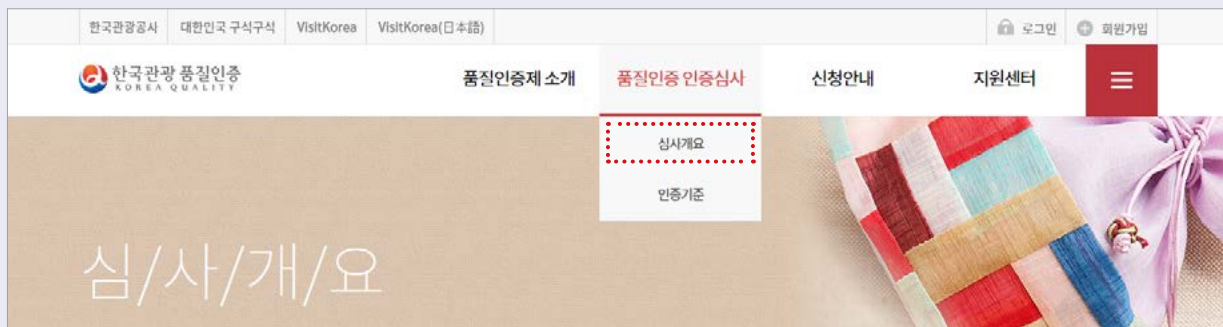 한국관광공사 대한민국 구석구석 VisitKorea VisitKorea(日本語) 로그인 회원가입
한국관광 품질인증
KOREA QUALITY
품질인증제 소개 품질인증 인증심사 신청안내 지원센터
심사개요
인증기준
심/사/개/요